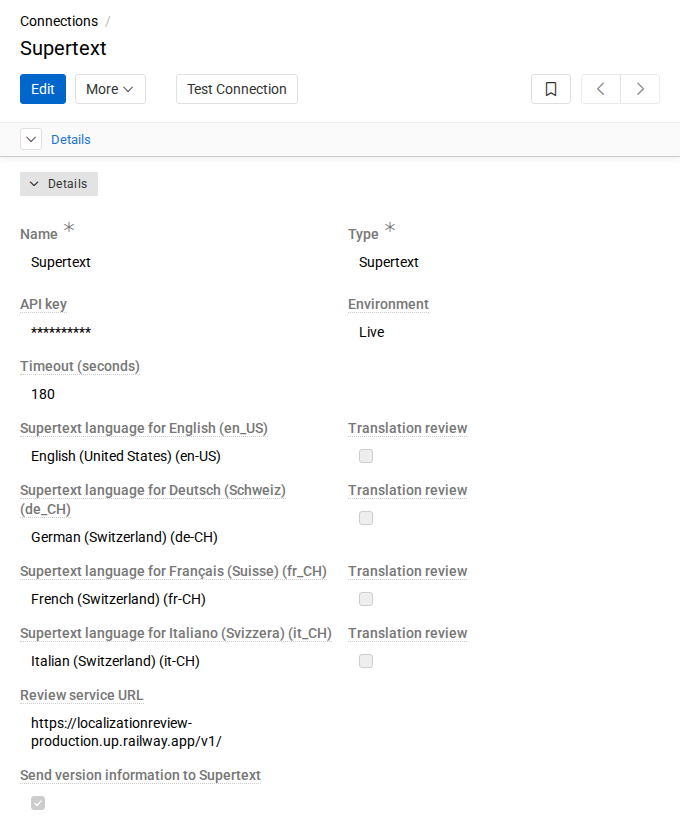 Connections /
Supertext
Edit More Test Connection
Details
Details
Name * Type *
Supertext Supertext
API key Environment
********** Live
Timeout (seconds)
180
Supertext language for English (en_US) Translation review
English (United States) (en-US)
Supertext language for Deutsch (Schweiz) Translation review
(de_CH)
German (Switzerland) (de-CH)
Supertext language for Français (Suisse) (fr_CH) Translation review
French (Switzerland) (fr-CH)
Supertext language for Italiano (Svizzera) (it_CH) Translation review
Italian (Switzerland) (it-CH)
Review service URL
https://localizationreview-
production.up.railway.app/v1/
Send version information to Supertext